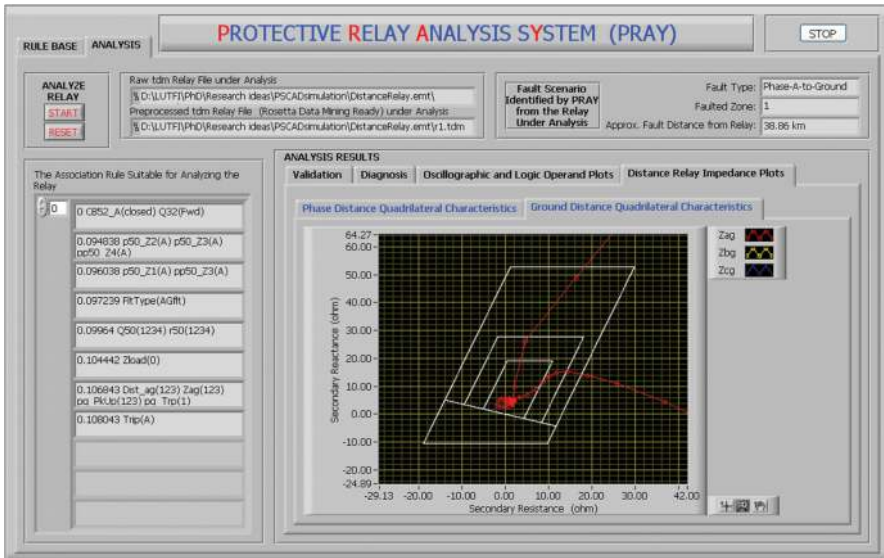 PROTECTIVE RELAY ANALYSIS SYSTEM (PRAY)
STOP
RULE BASE
ANALYSIS
ANALYZE
RELAY
START
RESET
Raw tdm Relay File under Analysis
D:\LUTFI\PhD\Research ideas\PSCADsimulation\DistanceRelay.emt\
Preprocessed tdm Relay File (Rosetta Data Mining Ready) under Analysis
D:\LUTFI\PhD\Research ideas\PSCADsimulation\DistanceRelay.emt\r1.tdm
Fault Scenario
Identified by PRAY
from the Relay
Under Analysis
Fault Type: Phase-A-to-Ground
Faulted Zone: 1
Approx. Fault Distance from Relay: 38.86 km
The Association Rule Suitable for Analyzing the
Relay
0
0 CB52_A(closed) Q32(Fwd)
0.094838 p50_Z2(A) p50_Z3(A)
pp50_Z4(A)
0.096038 p50_Z1(A) pp50_Z3(A)
0.097239 FltType(AGflt)
0.09964 Q50(1234) r50(1234)
0.104442 Zload(0)
0.106843 Dist_ag(123) Zag(123)
pg_PkUp(123) pg_Trp(1)
0.108043 Trip(A)
ANALYSIS RESULTS
Validation
Diagnosis
Oscillographic and Logic Operand Plots
Distance Relay Impedance Plots
Phase Distance Quadrilateral Characteristics
Ground Distance Quadrilateral Characteristics
Secondary Reactance (ohm)
64.27
60.00
50.00
40.00
30.00
20.00
10.00
0.00
-10.00
-20.00
-24.89
-29.13 -20.00 -10.00 0.00 10.00 20.00 30.00 42.00
Secondary Resistance (ohm)
Zag
Zbg
Zcg